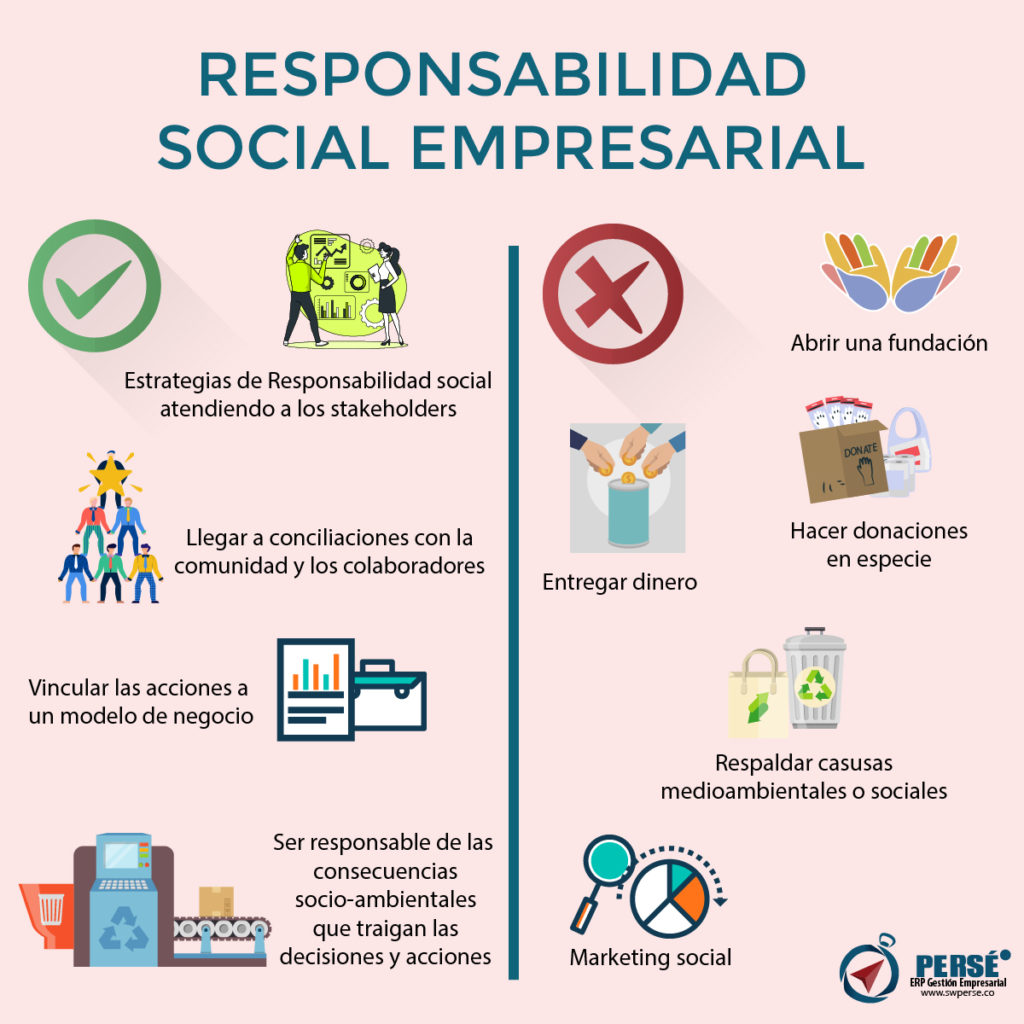 RESPONSABILIDAD
SOCIAL EMPRESARIAL
Estrategias de Responsabilidad social
atendiendo a los stakeholders
Llegar a conciliaciones con la
comunidad y los colaboradores
Vincular las acciones a
un modelo de negocio
Ser responsable de las
consecuencias
socio-ambientales
que traigan las
decisiones y acciones
Abrir una fundación
DONATE
Entregar dinero
Hacer donaciones
en especie
Respaldar casusas
medioambientales o sociales
Marketing social
PERSÉ
ERP Gestión Empresarial
www.swperse.co